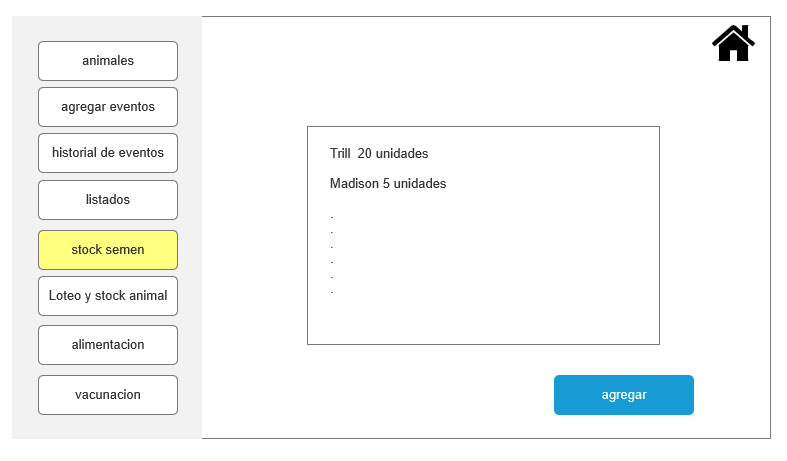 animales
agregar eventos
historial de eventos
listados
stock semen
Loteo y stock animal
alimentacion
vacunacion
Trill  20 unidades
Madison 5 unidades
.
.
.
.
.
.
agregar